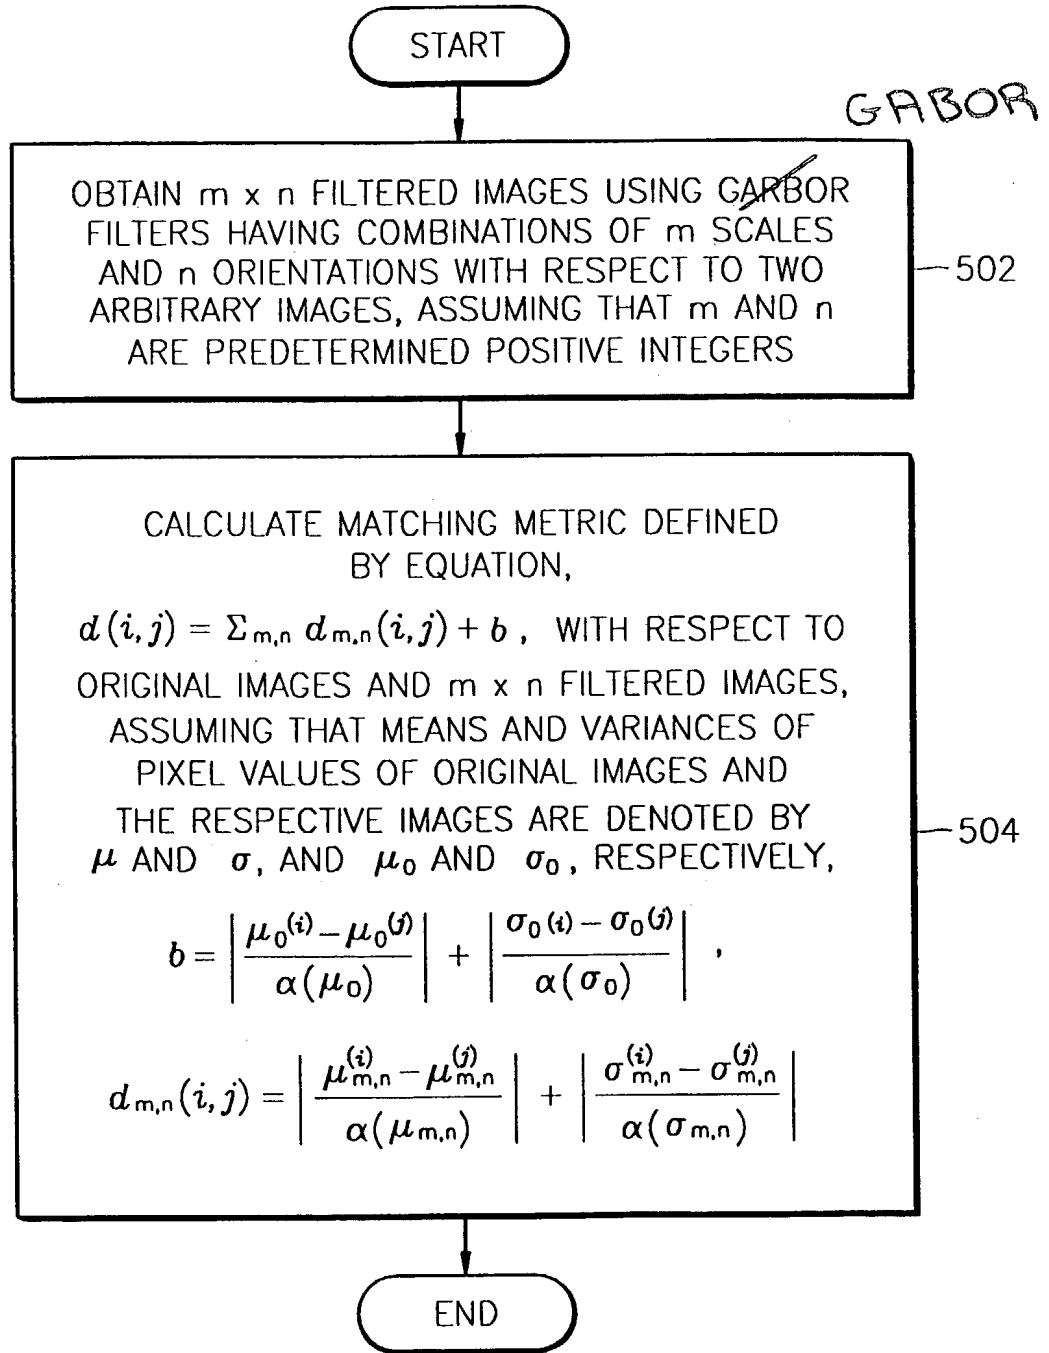 START
GABOR
OBTAIN m x n FILTERED IMAGES USING GARBOR
FILTERS HAVING COMBINATIONS OF m SCALES
AND n ORIENTATIONS WITH RESPECT TO TWO
ARBITRARY IMAGES, ASSUMING THAT m AND n
ARE PREDETERMINED POSITIVE INTEGERS
502
CALCULATE MATCHING METRIC DEFINED
BY EQUATION,
d(i,j) = Σm,n dm,n(i,j) + b , WITH RESPECT TO
ORIGINAL IMAGES AND m x n FILTERED IMAGES,
ASSUMING THAT MEANS AND VARIANCES OF
PIXEL VALUES OF ORIGINAL IMAGES AND
THE RESPECTIVE IMAGES ARE DENOTED BY
μ AND σ, AND μ0 AND σ0, RESPECTIVELY,
504
b = | μ0(i) − μ0(j) / α(μ0) | + | σ0(i) − σ0(j) / α(σ0) | ,
dm,n(i,j) = | μm,n(i) − μm,n(j) / α(μm,n) | + | σm,n(i) − σm,n(j) / α(σm,n) |
END